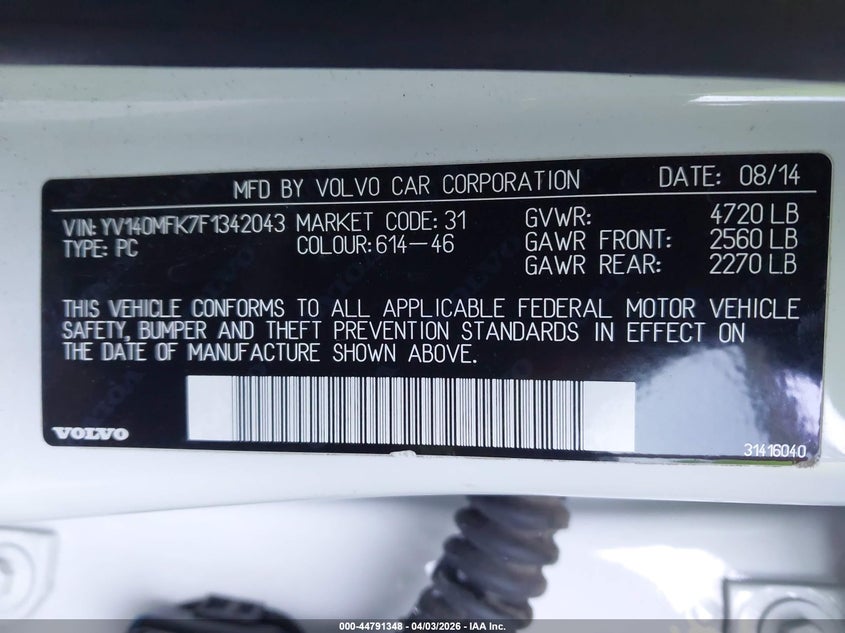 MFD BY VOLVO CAR CORPORATION DATE: 08/14
VIN: YV140MFK7F1342043 MARKET CODE: 31 GVWR: 4720 LB
TYPE: PC COLOUR: 614-46 GAWR FRONT: 2560 LB
GAWR REAR: 2270 LB
THIS VEHICLE CONFORMS TO ALL APPLICABLE FEDERAL MOTOR VEHICLE
SAFETY, BUMPER AND THEFT PREVENTION STANDARDS IN EFFECT ON
THE DATE OF MANUFACTURE SHOWN ABOVE.
VOLVO
31416040
000-44791348 - 04/03/2026 - IAA Inc.